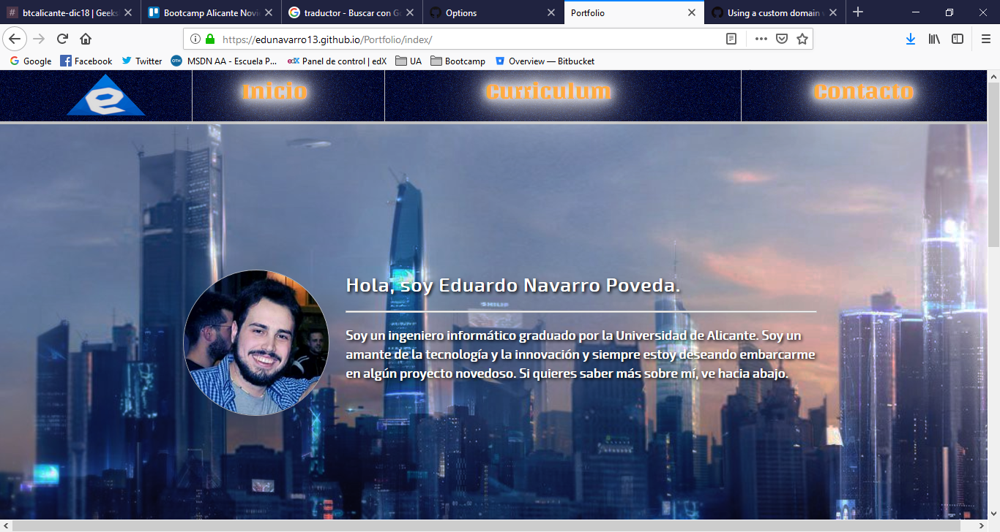 btcalicante-dic18 | Geeks
Bootcamp Alicante Novi
traductor - Buscar con G
Options
Portfolio
Using a custom domain
https://edunavarro13.github.io/Portfolio/index/
Google
Facebook
Twitter
MSDN AA - Escuela P...
edX Panel de control | edX
UA
Bootcamp
Overview — Bitbucket
e
Inicio
Curriculum
Contacto
Hola, soy Eduardo Navarro Poveda.
Soy un ingeniero informático graduado por la Universidad de Alicante. Soy un
amante de la tecnología y la innovación y siempre estoy deseando embarcarme
en algún proyecto novedoso. Si quieres saber más sobre mí, ve hacia abajo.